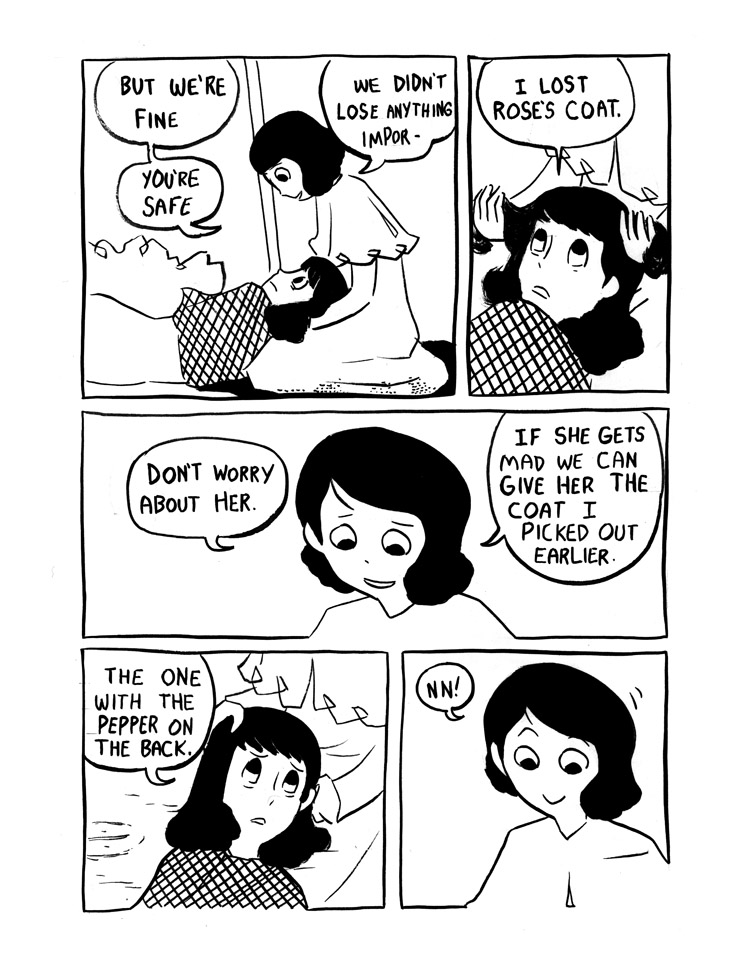 BUT WE'RE
FINE
YOU'RE
SAFE
WE DIDN'T
LOSE ANYTHING
IMPOR-
I LOST
ROSE'S COAT.
DON'T WORRY
ABOUT HER.
IF SHE GETS
MAD WE CAN
GIVE HER THE
COAT I
PICKED OUT
EARLIER.
THE ONE
WITH THE
PEPPER ON
THE BACK.
NN!